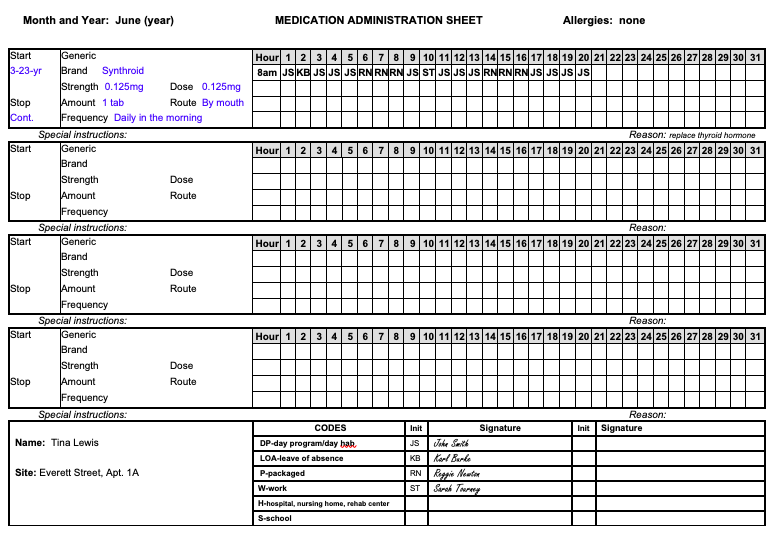 Month and Year: June (year) MEDICATION ADMINISTRATION SHEET Allergies: none
Start Generic Hour 1 2 3 4 5 6 7 8 9 10 11 12 13 14 15 16 17 18 19 20 21 22 23 24 25 26 27 28 29 30 31
3-23-yr Brand Synthroid 8am JS KB JS JS JS RN RN RN JS ST JS JS JS RN RN RN JS JS JS JS
Strength 0.125mg Dose 0.125mg
Stop Amount 1 tab Route By mouth
Cont. Frequency Daily in the morning
Special instructions: Reason: replace thyroid hormone
Start Generic Hour 1 2 3 4 5 6 7 8 9 10 11 12 13 14 15 16 17 18 19 20 21 22 23 24 25 26 27 28 29 30 31
Brand
Strength Dose
Stop Amount Route
Frequency
Special instructions: Reason:
Start Generic Hour 1 2 3 4 5 6 7 8 9 10 11 12 13 14 15 16 17 18 19 20 21 22 23 24 25 26 27 28 29 30 31
Brand
Strength Dose
Stop Amount Route
Frequency
Special instructions: Reason:
Start Generic Hour 1 2 3 4 5 6 7 8 9 10 11 12 13 14 15 16 17 18 19 20 21 22 23 24 25 26 27 28 29 30 31
Brand
Strength Dose
Stop Amount Route
Frequency
Special instructions: Reason:
CODES Init Signature Init Signature
Name: Tina Lewis DP-day program/day hab. JS John Smith
LOA-leave of absence KB Karl Burke
Site: Everett Street, Apt. 1A P-packaged RN Reggie Newton
W-work ST Sarah Tourney
H-hospital, nursing home, rehab center
S-school